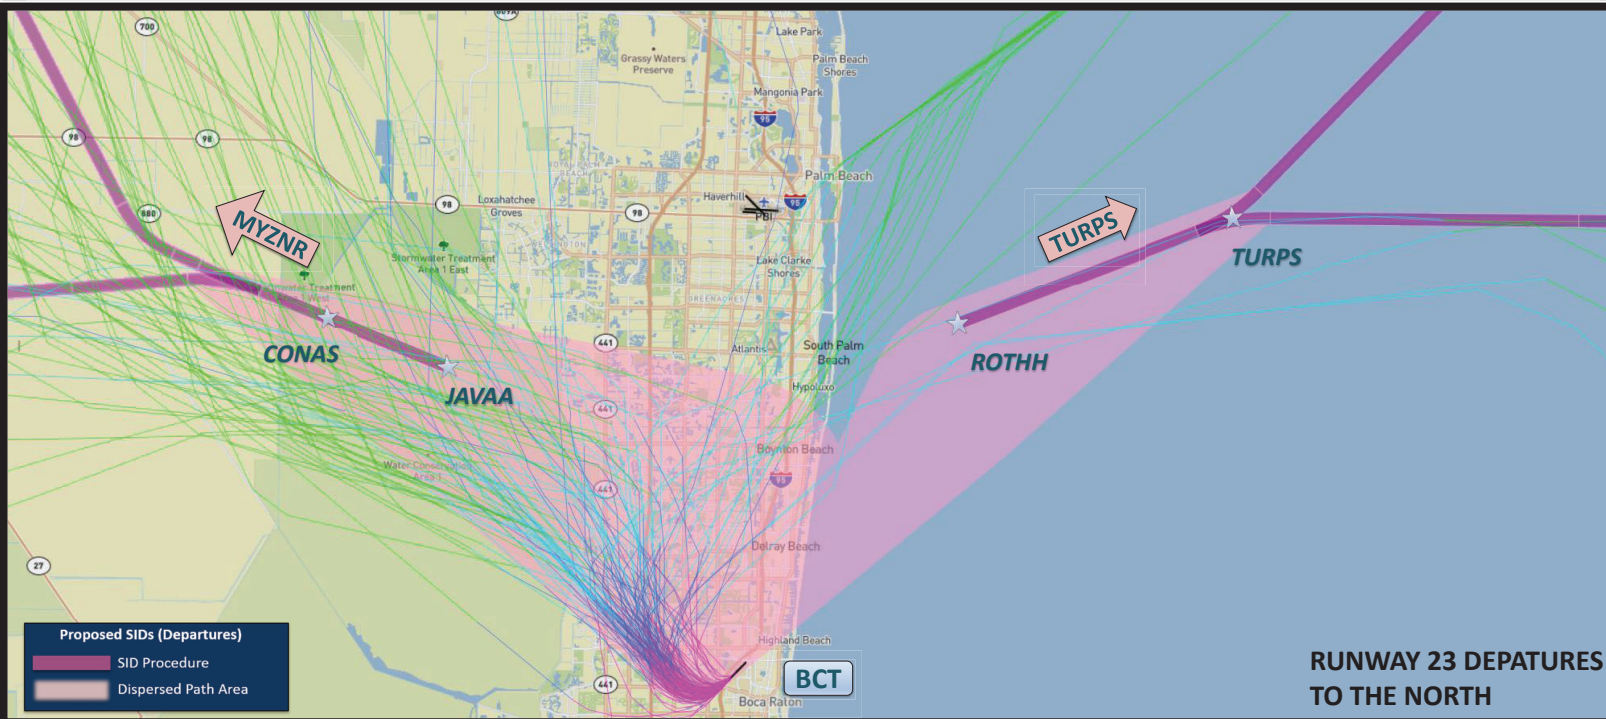 700
Lake Park
Grassy Waters
Preserve
Palm Beach
Shores
Mangonia Park
95
98
98
98
98
880
Loxahatchee
Groves
Haverhill
95
PBI
Palm Beach
MYZNR
Stormwater Treatment
Area 1 East
Lake Clarke
Shores
GREENACRES
TURPS
TURPS
CONAS
JAVAA
441
Atlantis
South Palm
Beach
Hypoluxo
ROTHH
441
Boynton Beach
Water Conservation
Area 1
441
95
Delray Beach
27
Highland Beach
441
BCT
Boca Raton
Proposed SIDs (Departures)
SID Procedure
Dispersed Path Area
RUNWAY 23 DEPATURES
TO THE NORTH